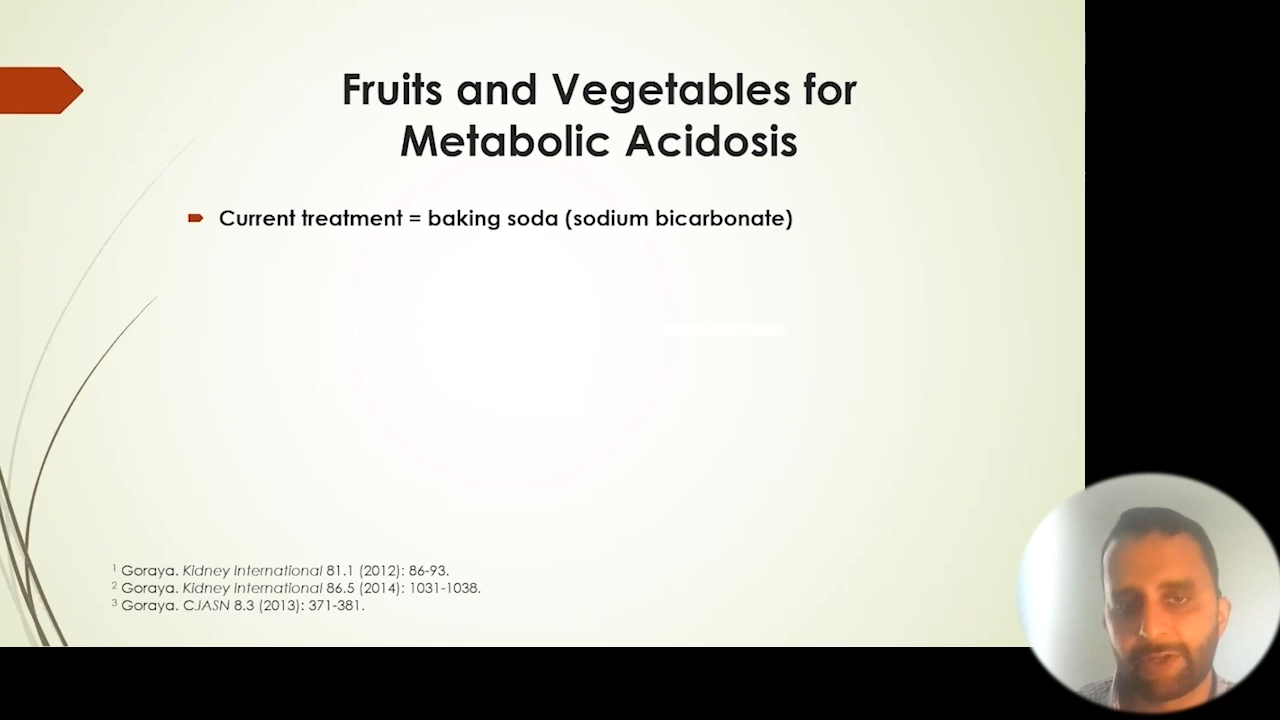 Fruits and Vegetables for
Metabolic Acidosis
Current treatment = baking soda (sodium bicarbonate)
1 Goraya. Kidney International 81.1 (2012): 86-93.
2 Goraya. Kidney International 86.5 (2014): 1031-1038.
3 Goraya. CJASN 8.3 (2013): 371-381.